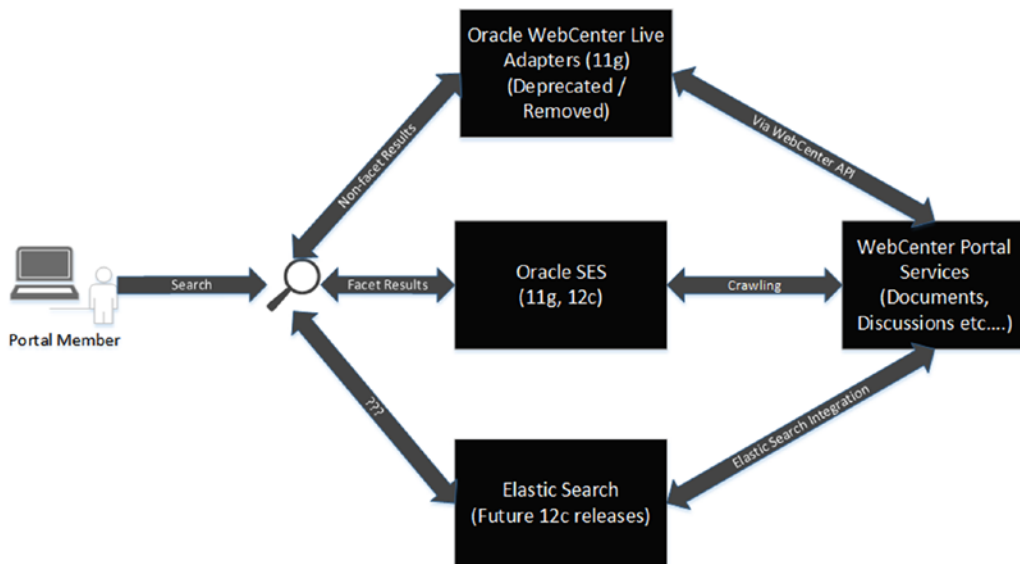 Oracle WebCenter Live
Adapters (11g)
(Deprecated /
Removed)
Non-facet Results
Via WebCenter API
Portal Member
Search
Facet Results
Oracle SES
(11g, 12c)
Crawling
WebCenter Portal
Services
(Documents,
Discussions etc....)
???
Elastic Search Integration
Elastic Search
(Future 12c releases)